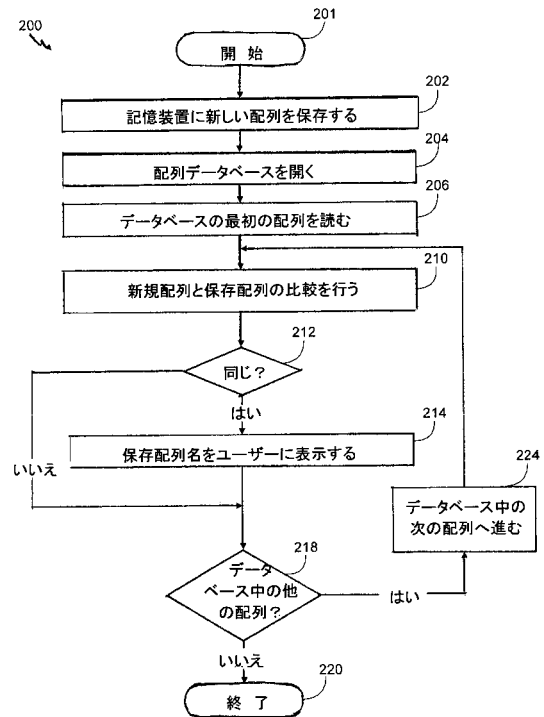 200
201
開 始
202
記憶装置に新しい配列を保存する
204
配列データベースを開く
206
データベースの最初の配列を読む
210
新規配列と保存配列の比較を行う
212
同じ?
はい
いいえ
214
保存配列名をユーザーに表示する
224
データベース中の
次の配列へ進む
218
データ
ベース中の他
の配列?
はい
いいえ
220
終 了